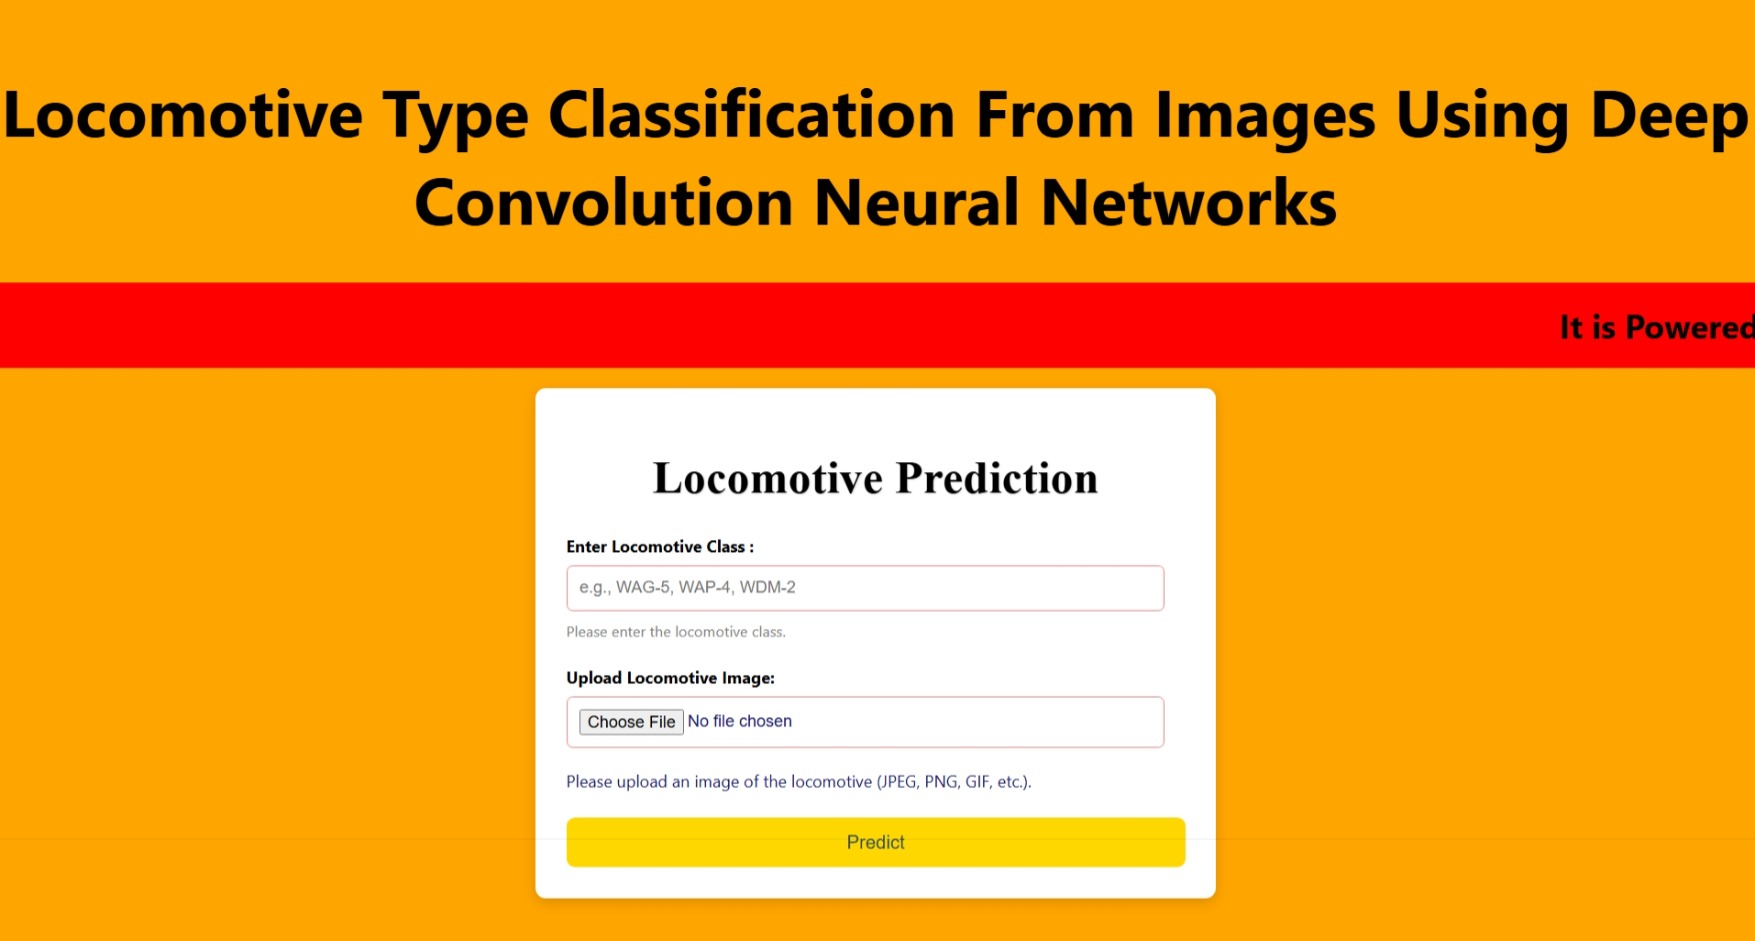 Locomotive Type Classification From Images Using Deep
Convolution Neural Networks
It is Powered
Locomotive Prediction
Enter Locomotive Class :
e.g., WAG-5, WAP-4, WDM-2
Please enter the locomotive class.
Upload Locomotive Image:
Choose File No file chosen
Please upload an image of the locomotive (JPEG, PNG, GIF, etc.).
Predict